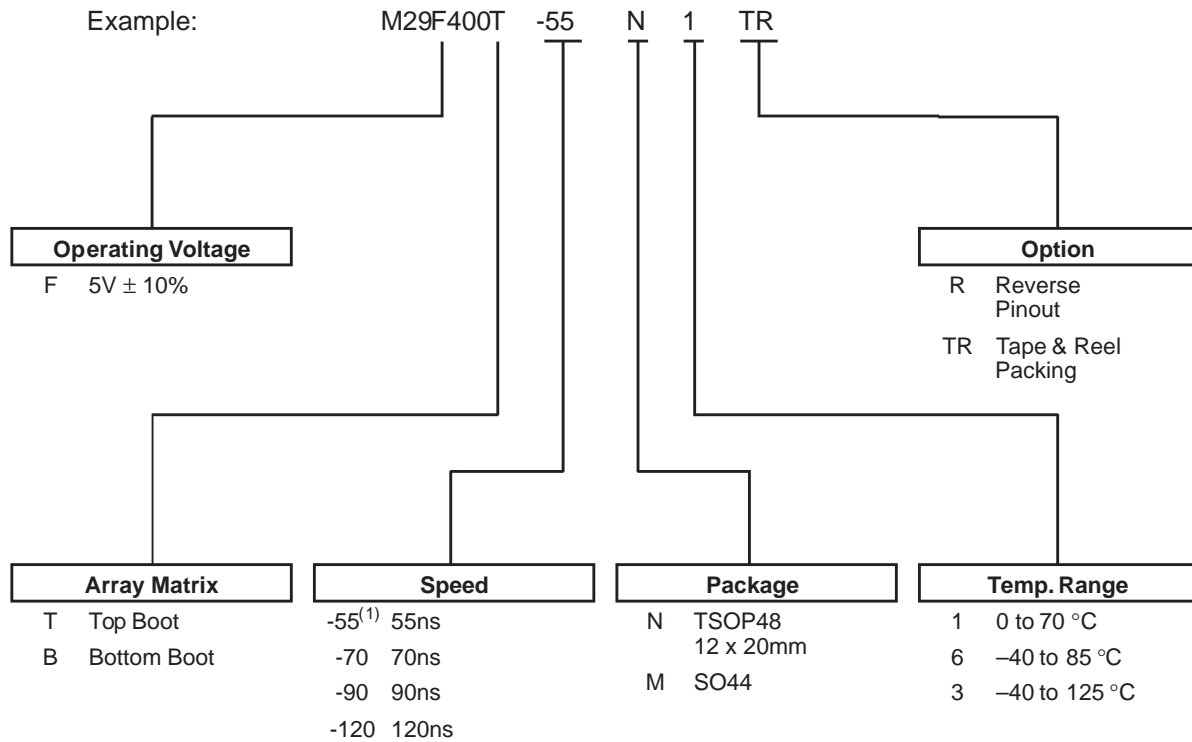 Example: M29F400T -55 N 1 TR
Operating Voltage
F 5V ± 10%
Option
R Reverse
Pinout
TR Tape & Reel
Packing
Array Matrix
T Top Boot
B Bottom Boot
Speed
-55(1) 55ns
-70 70ns
-90 90ns
-120 120ns
Package
N TSOP48
12 x 20mm
M SO44
Temp. Range
1 0 to 70 °C
6 –40 to 85 °C
3 –40 to 125 °C